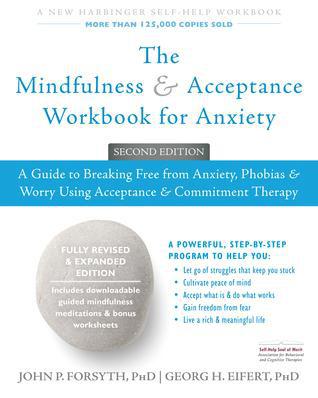 A NEW HARBINGER SELF-HELP WORKBOOK
MORE THAN 125,000 COPIES SOLD
The
Mindfulness & Acceptance
Workbook for Anxiety
SECOND EDITION
A Guide to Breaking Free from Anxiety, Phobias &
Worry Using Acceptance & Commitment Therapy
FULLY REVISED
& EXPANDED
EDITION
Includes downloadable
guided mindfulness
meditations & bonus
worksheets
A POWERFUL, STEP-BY-STEP
PROGRAM TO HELP YOU:
• Let go of struggles that keep you stuck
• Cultivate peace of mind
• Accept what is & do what works
• Gain freedom from fear
• Live a rich & meaningful life
Self-Help Seal of Merit
Association for Behavioral
and Cognitive Therapies
JOHN P. FORSYTH, PHD | GEORG H. EIFERT, PHD